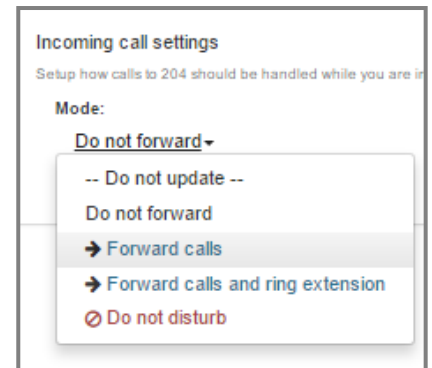 Incoming call settings
Setup how calls to 204 should be handled while you are
Mode:
Do not forward
-- Do not update --
Do not forward
Forward calls
Forward calls and ring extension
Do not disturb